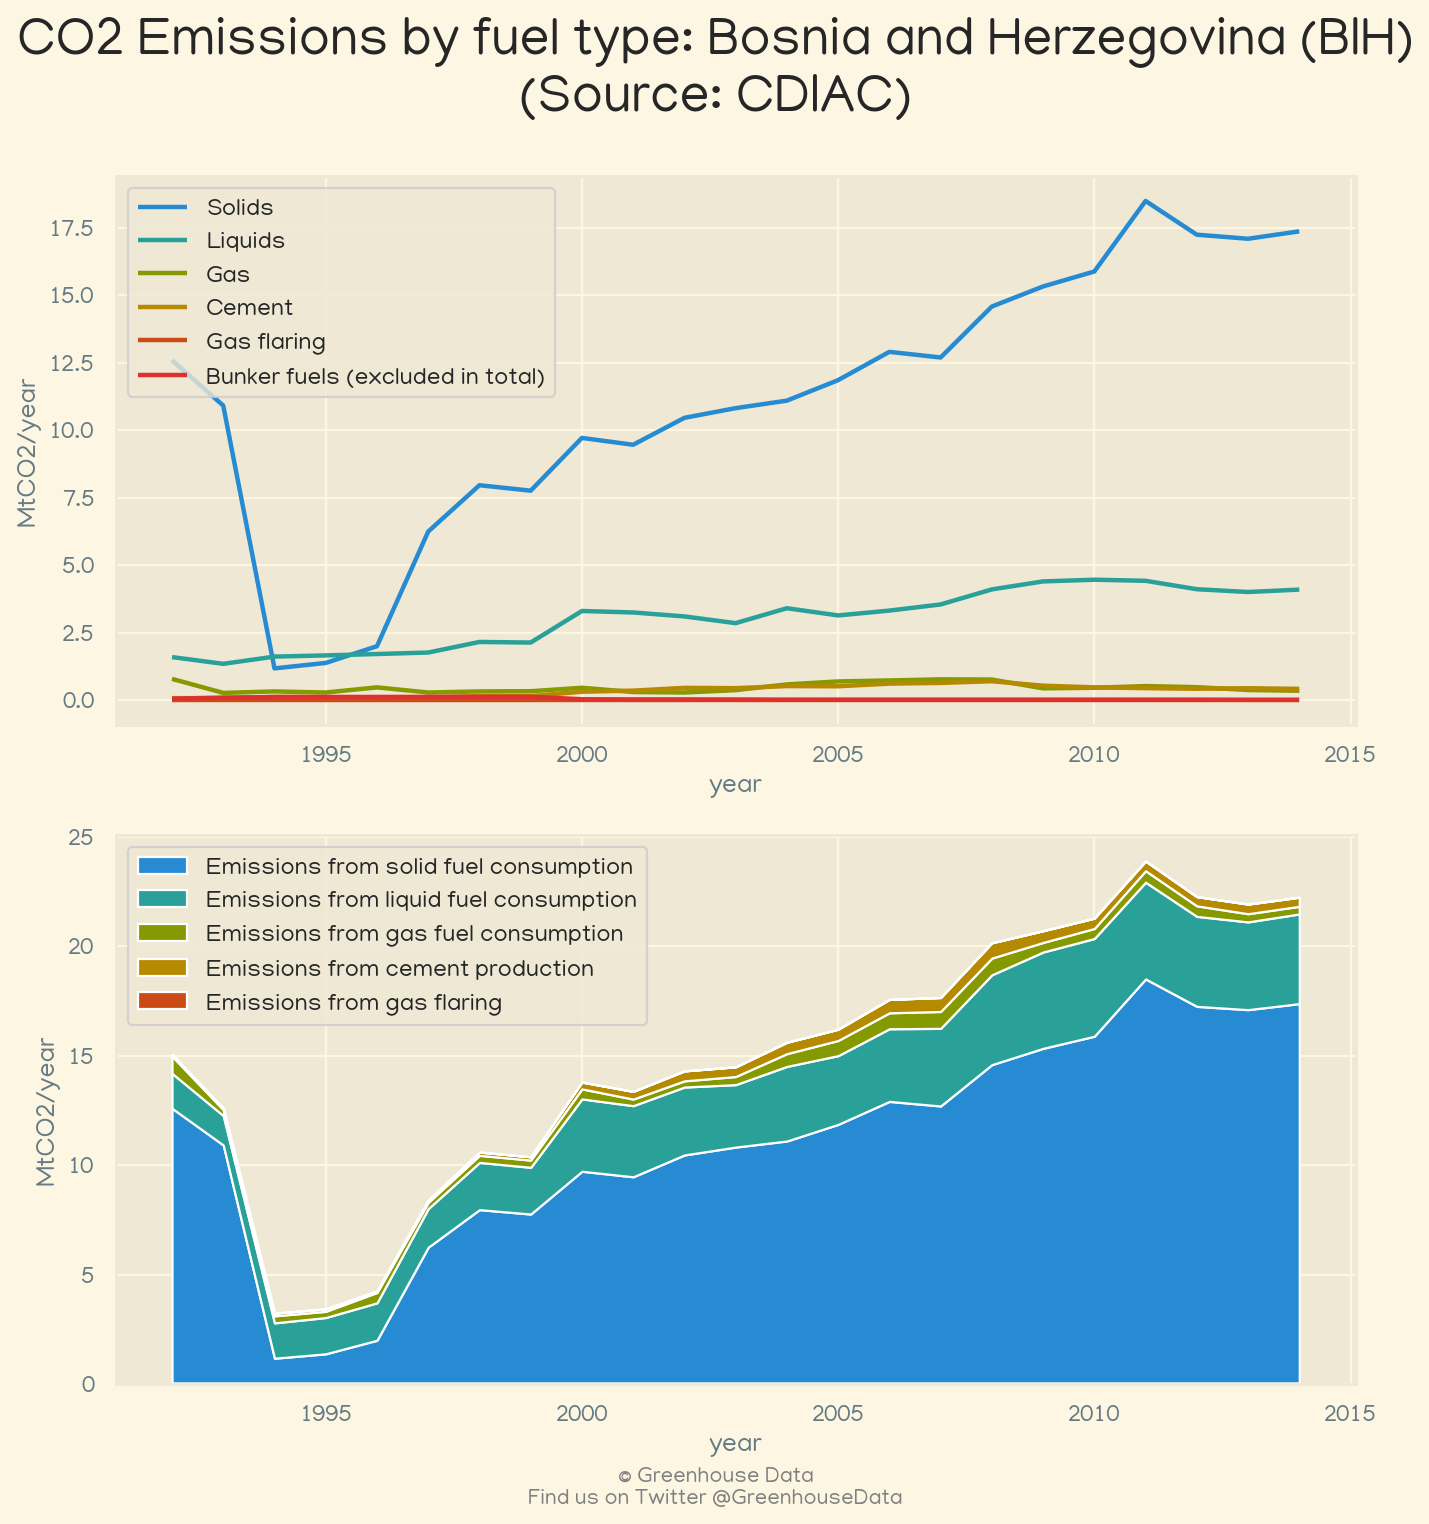 CO2 Emissions by fuel type: Bosnia and Herzegovina (BIH)
(Source: CDIAC)
Solids
Liquids
Gas
Cement
Gas flaring
Bunker fuels (excluded in total)
17.5
15.0
12.5
10.0
7.5
5.0
2.5
0.0
MtCO2/year
1995 2000 2005 2010 2015
year
Emissions from solid fuel consumption
Emissions from liquid fuel consumption
Emissions from gas fuel consumption
Emissions from cement production
Emissions from gas flaring
25
20
15
10
5
0
MtCO2/year
1995 2000 2005 2010 2015
year
© Greenhouse Data
Find us on Twitter @GreenhouseData